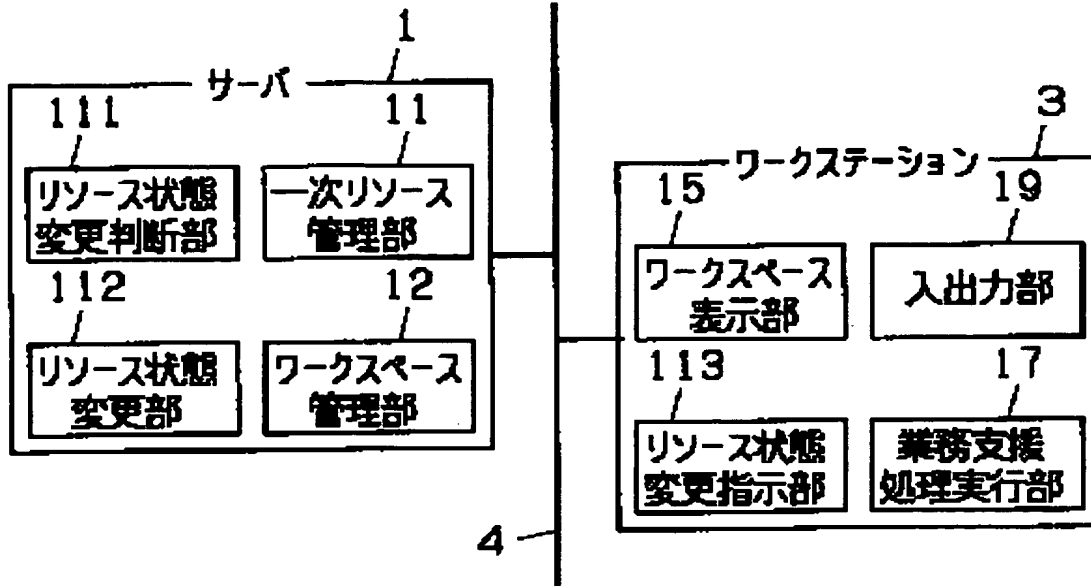 1
サーバ
111
11
リソース状態
変更判断部
一次リソース
管理部
112
12
リソース状態
変更部
ワークスペース
管理部
3
ワークステーション
15
19
ワークスペース
表示部
入出力部
113
17
リソース状態
変更指示部
業務支援
処理実行部
4